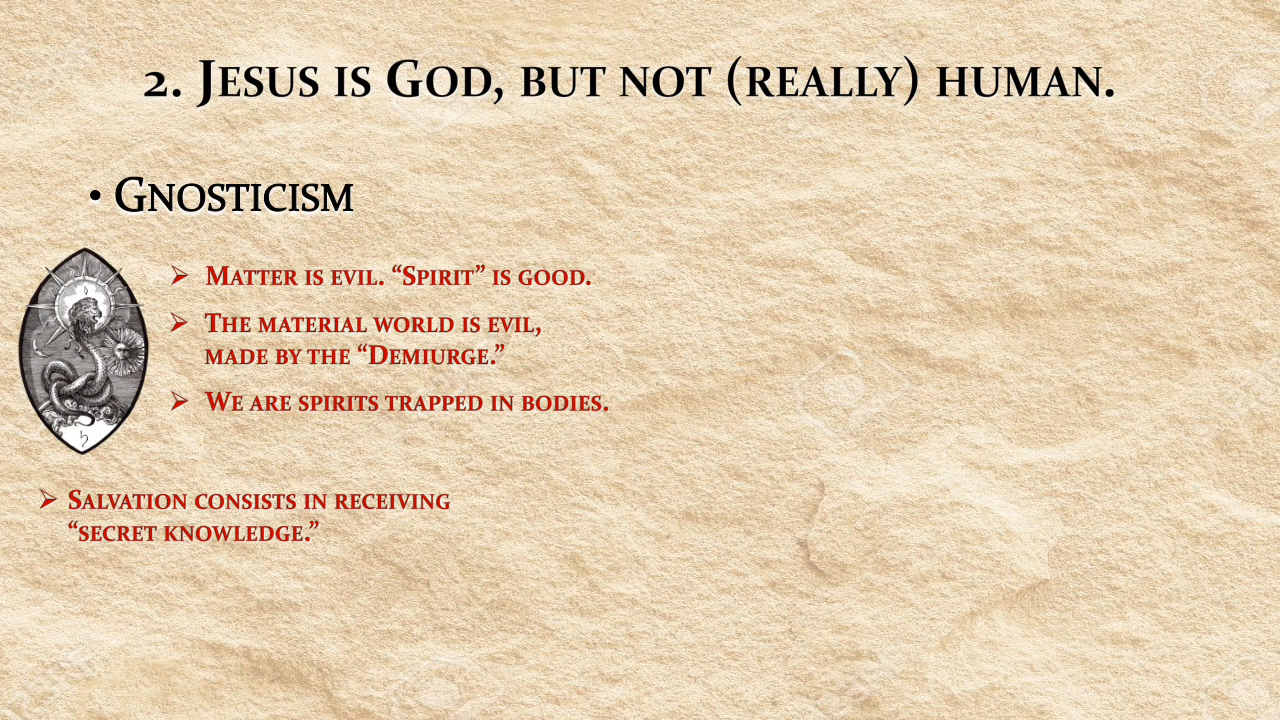 2. Jesus is God, but not (really) human.
• Gnosticism
➢ Matter is evil. “Spirit” is good.
➢ The material world is evil,
made by the “Demiurge.”
➢ We are spirits trapped in bodies.
➢ Salvation consists in receiving
“secret knowledge.”